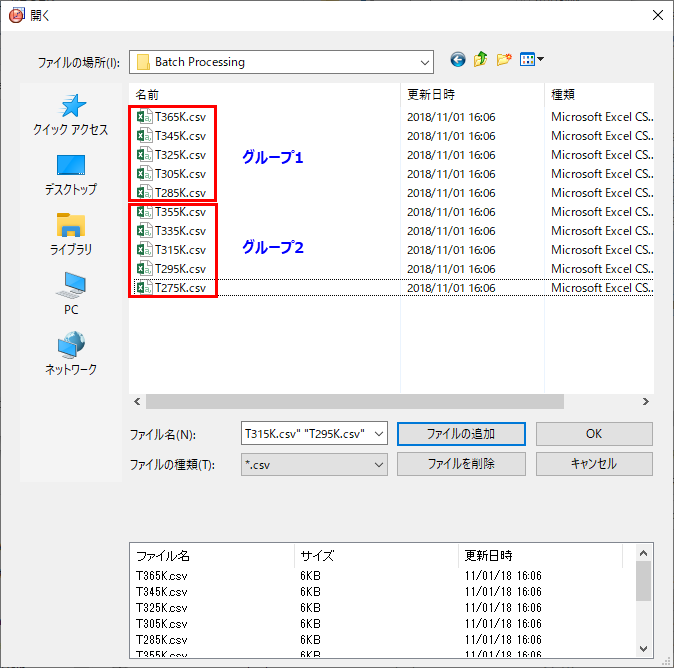 開く
ファイルの場所(I): Batch Processing
クイック アクセス
デスクトップ
ライブラリ
PC
ネットワーク
名前 更新日時 種類
T365K.csv 2018/11/01 16:06 Microsoft Excel CS..
T345K.csv 2018/11/01 16:06 Microsoft Excel CS..
T325K.csv 2018/11/01 16:06 Microsoft Excel CS..
T305K.csv 2018/11/01 16:06 Microsoft Excel CS..
T285K.csv 2018/11/01 16:06 Microsoft Excel CS..
T355K.csv 2018/11/01 16:06 Microsoft Excel CS..
T335K.csv 2018/11/01 16:06 Microsoft Excel CS..
T315K.csv 2018/11/01 16:06 Microsoft Excel CS..
T295K.csv 2018/11/01 16:06 Microsoft Excel CS..
T275K.csv 2018/11/01 16:06 Microsoft Excel CS..
グループ1
グループ2
ファイル名(N): T315K.csv" "T295K.csv" ファイルの追加 OK
ファイルの種類(T): *.csv ファイルを削除 キャンセル
ファイル名 サイズ 更新日時
T365K.csv 6KB 11/01/18 16:06
T345K.csv 6KB 11/01/18 16:06
T325K.csv 6KB 11/01/18 16:06
T305K.csv 6KB 11/01/18 16:06
T285K.csv 6KB 11/01/18 16:06
T355K.csv 6KB 11/01/18 16:06